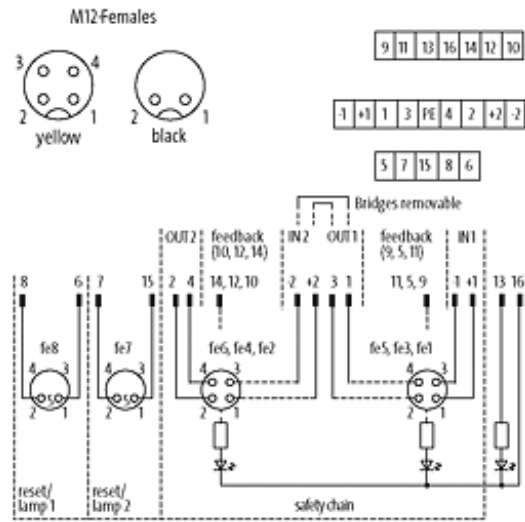 M12-Females
3 4
2 1
yellow
2 1
black
9 11 13 16 14 12 10
-1 +1 1 3 PE 4 2 +2 -2
5 7 15 8 6
Bridges removable
OUT2 feedback (10, 12, 14) IN2 OUT1 feedback (9, 5, 11) IN1
8 6 7 15 2 4 14, 12, 10 -2 +2 3 1 11, 5, 9 -1 +1 13 16
fe8 fe7 fe6, fe4, fe2 fe5, fe3, fe1
4 3 4 3 4 3 4 3
5 5
2 1 2 1 2 1 2 1
reset/ lamp 1
reset/ lamp 2
safety chain